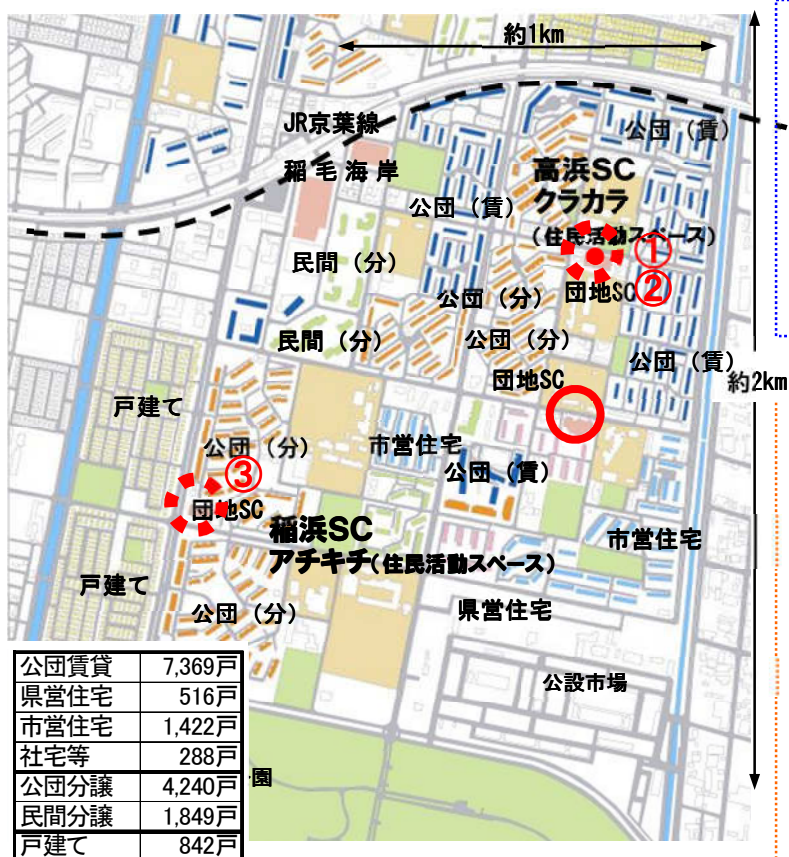 約1km
JR京葉線
公団（賃）
稲毛海岸
高浜SC
クラカラ
（住民活動スペース）
①
公団（賃）
民間（分）
団地SC
②
公団（分）
民間（分）
公団（分）
公団（賃）
団地SC
約2km
戸建て
公団（分）
市営住宅
③
公団（賃）
団地SC
稲浜SC
アチキチ（住民活動スペース）
市営住宅
戸建て
公団（分）
県営住宅
公設市場
園
公団賃貸 7,369戸
県営住宅 516戸
市営住宅 1,422戸
社宅等 288戸
公団分譲 4,240戸
民間分譲 1,849戸
戸建て 842戸